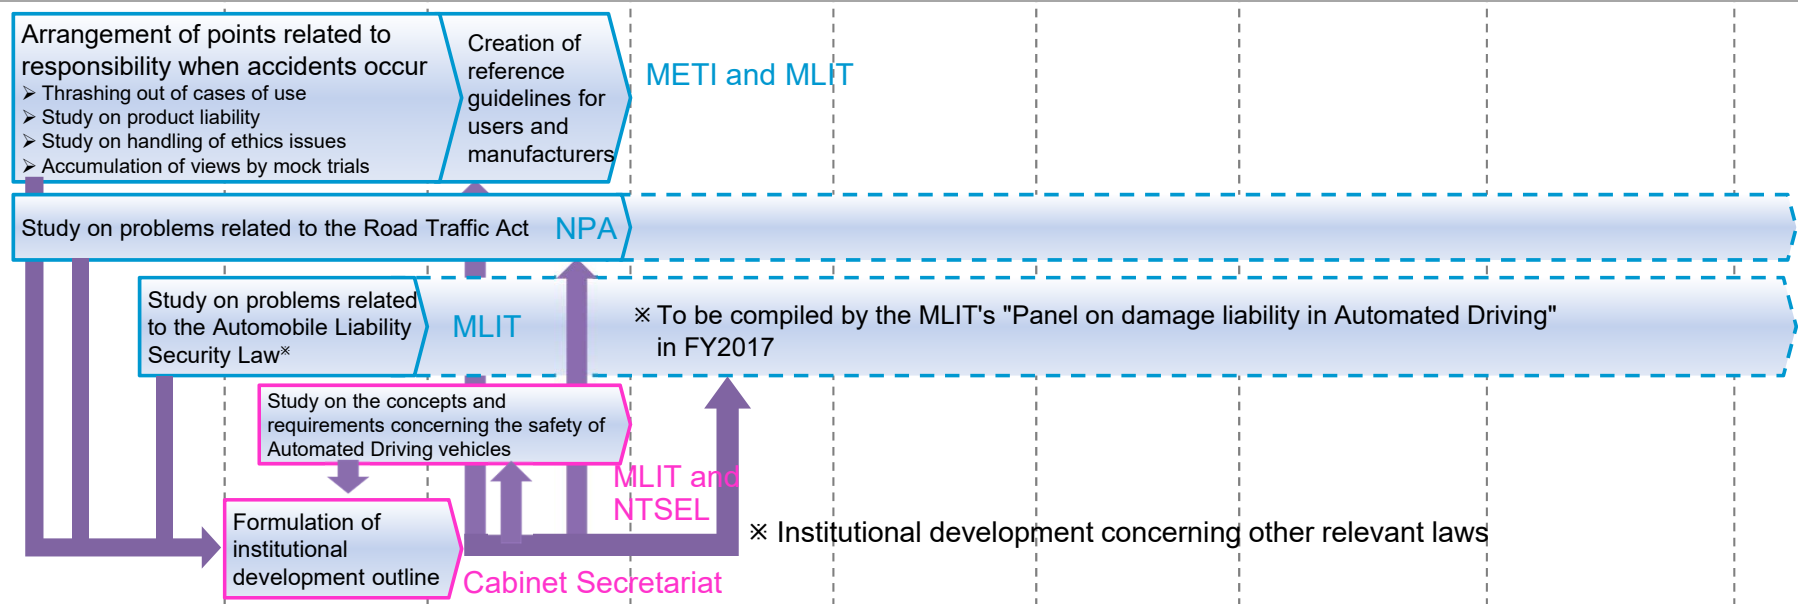 Arrangement of points related to
responsibility when accidents occur
➢ Thrashing out of cases of use
➢ Study on product liability
➢ Study on handling of ethics issues
➢ Accumulation of views by mock trials
Creation of
reference
guidelines for
users and
manufacturers
METI and MLIT
Study on problems related to the Road Traffic Act
NPA
Study on problems related
to the Automobile Liability
Security Law※
MLIT
※ To be compiled by the MLIT's "Panel on damage liability in Automated Driving"
in FY2017
Study on the concepts and
requirements concerning the safety of
Automated Driving vehicles
MLIT and
NTSEL
Formulation of
institutional
development outline
Cabinet Secretariat
※ Institutional development concerning other relevant laws